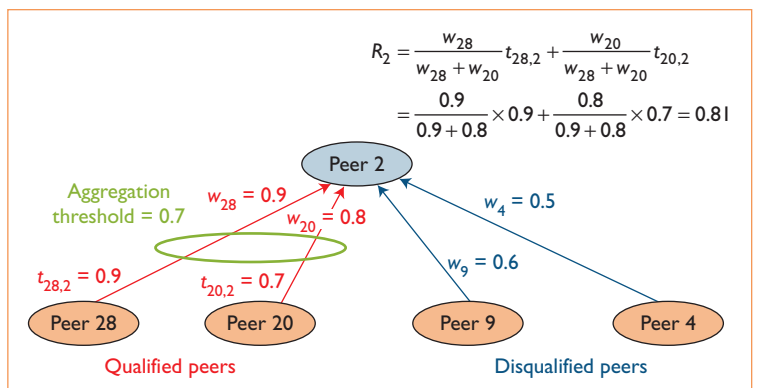 R₂ = w₂₈ / (w₂₈ + w₂₀) t₂₈,₂ + w₂₀ / (w₂₈ + w₂₀) t₂₀,₂
= 0.9 / (0.9 + 0.8) × 0.9 + 0.8 / (0.9 + 0.8) × 0.7 = 0.81
Peer 2
Aggregation
threshold = 0.7
w₂₈ = 0.9
w₂₀ = 0.8
w₄ = 0.5
w₉ = 0.6
t₂₈,₂ = 0.9
t₂₀,₂ = 0.7
Peer 28
Peer 20
Peer 9
Peer 4
Qualified peers
Disqualified peers